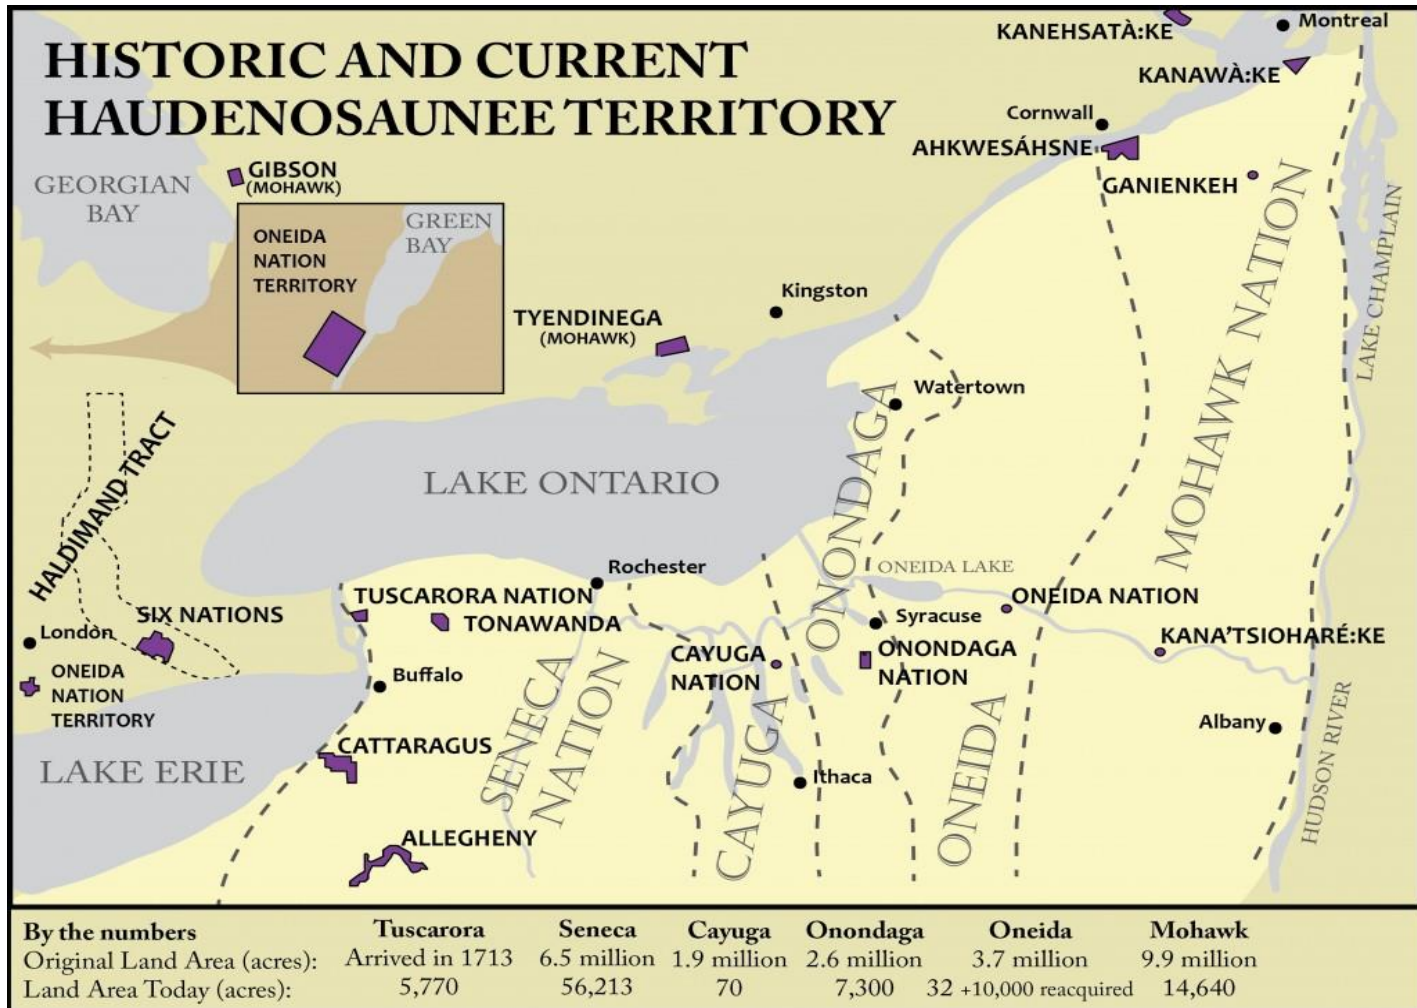 HISTORIC AND CURRENT
HAUDENOSAUNEE TERRITORY
KANEHSATÀ:KE
Montreal
KANAWÀ:KE
Cornwall
AHKWESÁHSNE
GANIENKEH
GEORGIAN
BAY
GIBSON
(MOHAWK)
ONEIDA
NATION
TERRITORY
GREEN
BAY
Kingston
TYENDINEGA
(MOHAWK)
Watertown
LAKE CHAMPLAIN
MOHAWK NATION
HALDIMAND TRACT
LAKE ONTARIO
ONONDAGA
Rochester
ONEIDA LAKE
TUSCARORA NATION
TONAWANDA
SIX NATIONS
London
ONEIDA
NATION
TERRITORY
Buffalo
CAYUGA
NATION
Syracuse
ONONDAGA
NATION
ONEIDA NATION
KANA'TSIOHARÉ:KE
Albany
HUDSON RIVER
CATTARAGUS
LAKE ERIE
SENECA
NATION
CAYUGA
Ithaca
ONEIDA
ALLEGHENY
By the numbers Tuscarora Seneca Cayuga Onondaga Oneida Mohawk
Original Land Area (acres): Arrived in 1713 6.5 million 1.9 million 2.6 million 3.7 million 9.9 million
Land Area Today (acres): 5,770 56,213 70 7,300 32 +10,000 reacquired 14,640